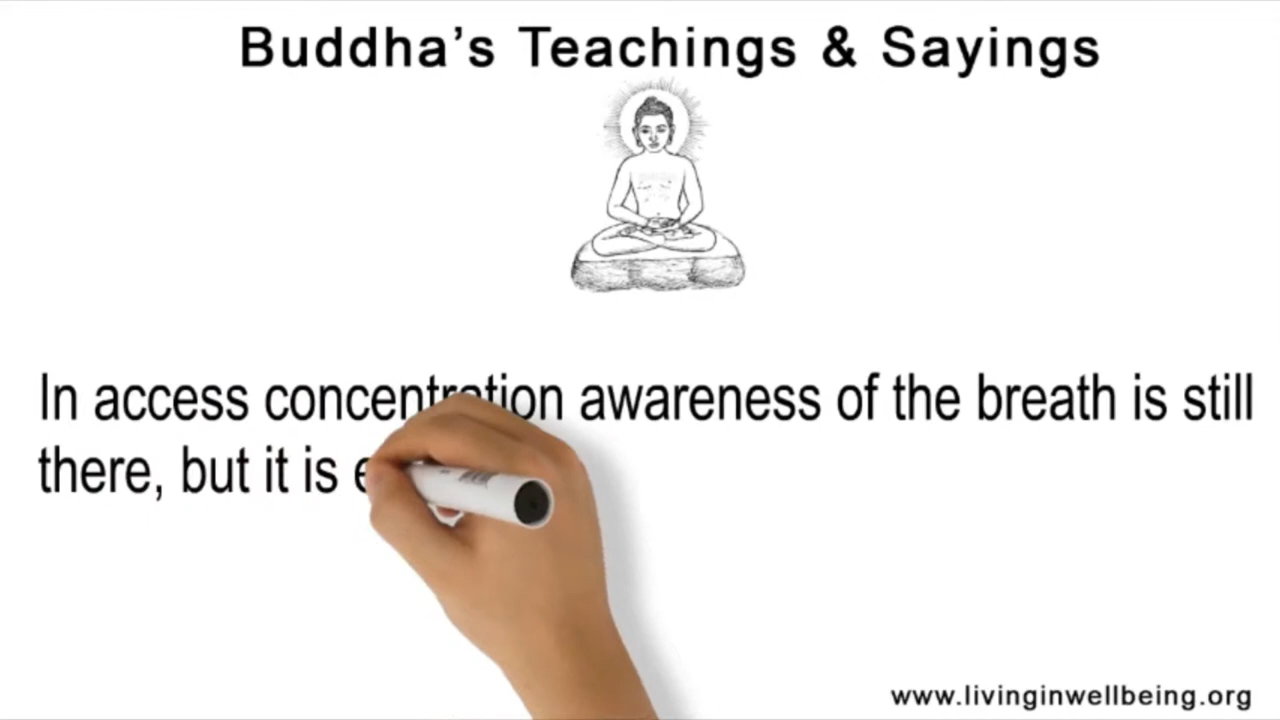 Buddha's Teachings & Sayings
In access concentration awareness of the breath is still
there, but it is
www.livinginwellbeing.org